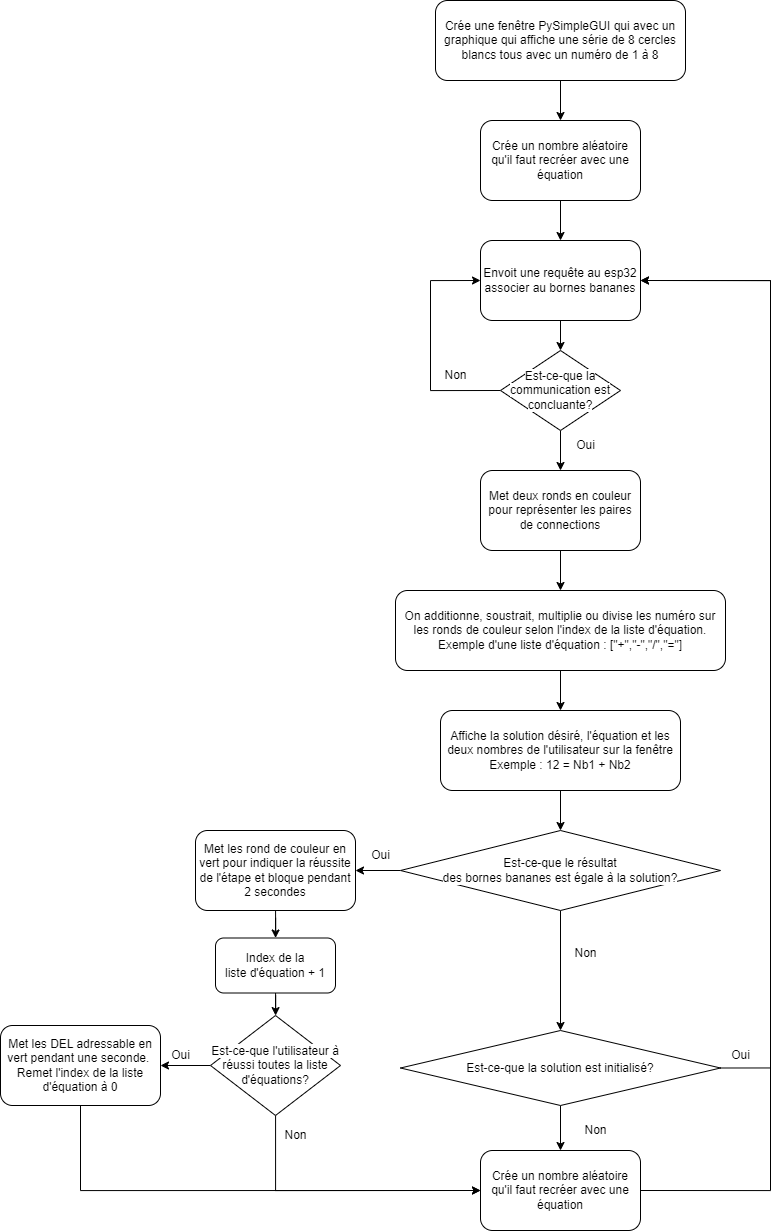 Crée une fenêtre PySimpleGUI qui avec un
graphique qui affiche une série de 8 cercles
blancs tous avec un numéro de 1 à 8
Crée un nombre aléatoire
qu'il faut recréer avec une
équation
Envoit une requête au esp32
associer au bornes bananes
Non
Est-ce-que la
communication est
concluante?
Oui
Met deux ronds en couleur
pour représenter les paires
de connections
On additionne, soustrait, multiplie ou divise les numéro sur
les ronds de couleur selon l'index de la liste d'équation.
Exemple d'une liste d'équation : ["+","-","/","="]
Affiche la solution désiré, l'équation et les
deux nombres de l'utilisateur sur la fenêtre
Exemple : 12 = Nb1 + Nb2
Met les rond de couleur en
vert pour indiquer la réussite
de l'étape et bloque pendant
2 secondes
Oui
Est-ce-que le résultat
des bornes bananes est égale à la solution?
Non
Index de la
liste d'équation + 1
Met les DEL adressable en
vert pendant une seconde.
Remet l'index de la liste
d'équation à 0
Oui
Est-ce-que l'utilisateur à
réussi toutes la liste
d'équations?
Non
Est-ce-que la solution est initialisé?
Oui
Non
Crée un nombre aléatoire
qu'il faut recréer avec une
équation